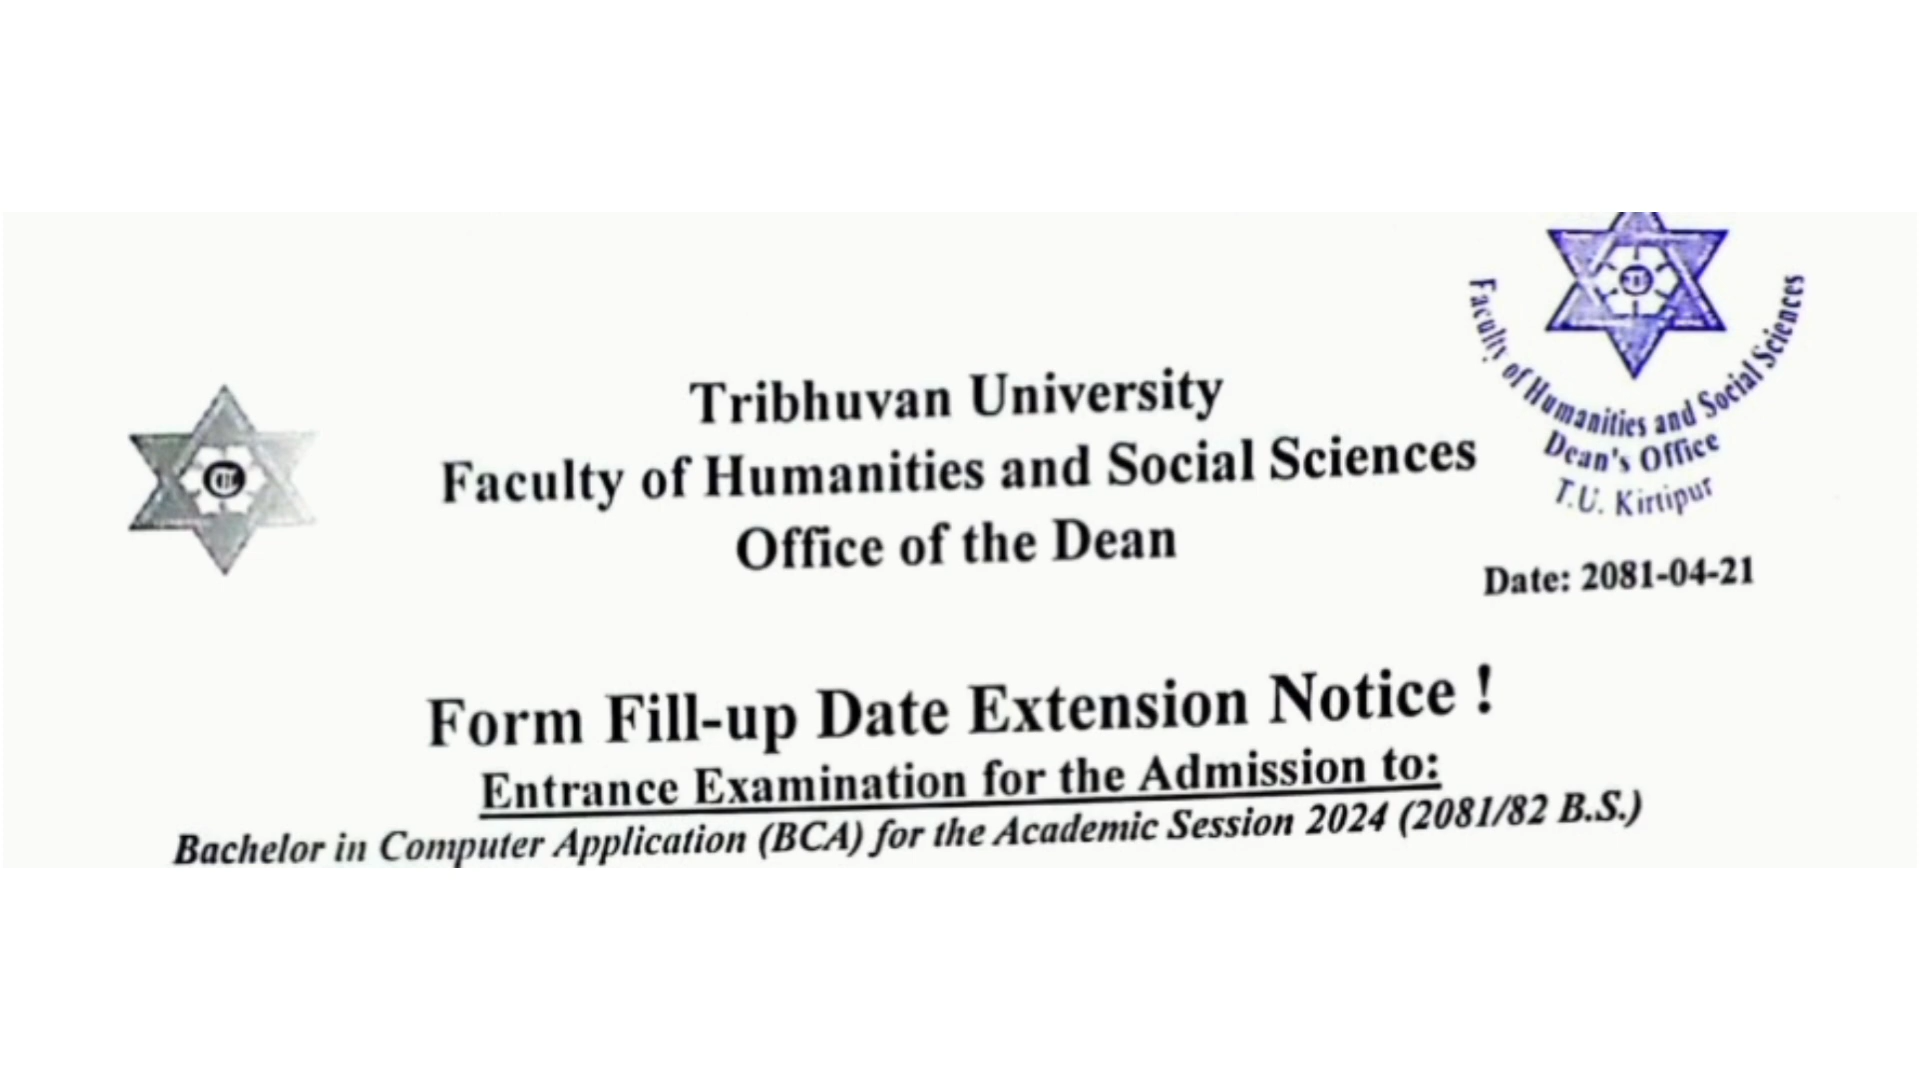 Tribhuvan University
Faculty of Humanities and Social Sciences
Office of the Dean
Faculty of Humanities and Social Sciences
Dean's Office
T.U. Kirtipur
Date: 2081-04-21
Form Fill-up Date Extension Notice !
Entrance Examination for the Admission to:
Bachelor in Computer Application (BCA) for the Academic Session 2024 (2081/82 B.S.)